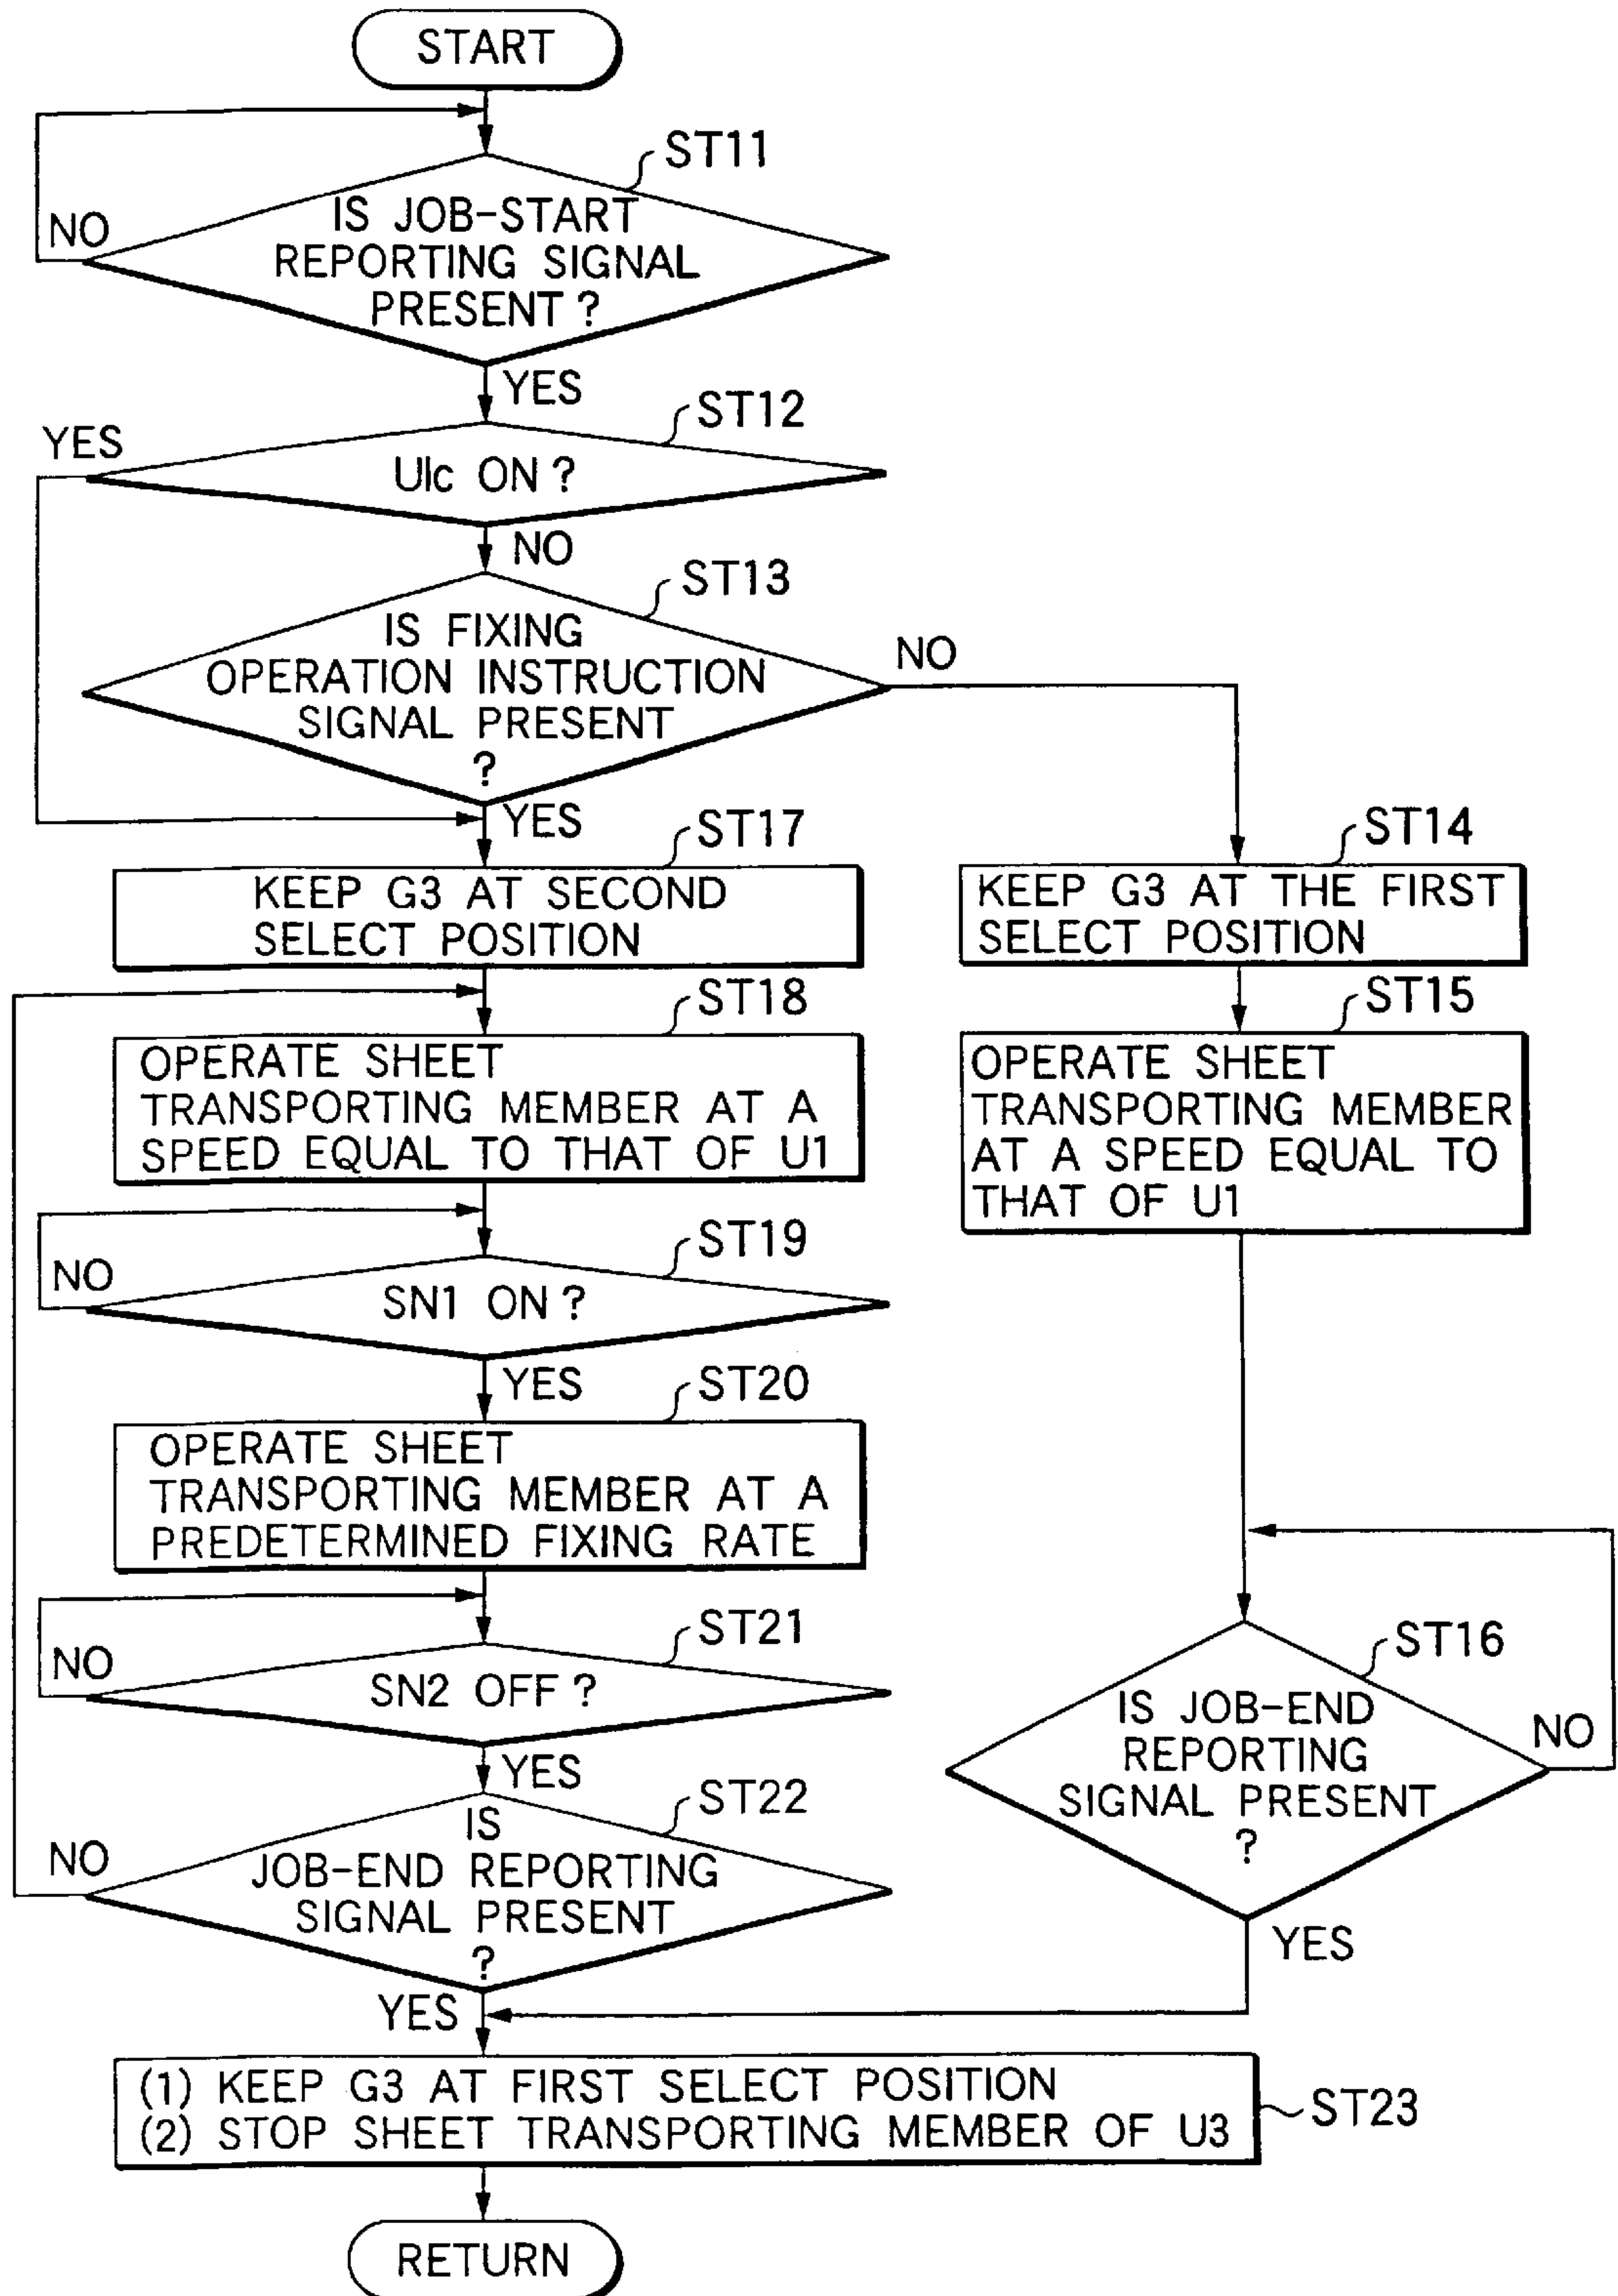 START
ST11
IS JOB-START
REPORTING SIGNAL
PRESENT?
NO
YES
ST12
YES
UIc ON?
NO
ST13
IS FIXING
OPERATION INSTRUCTION
SIGNAL PRESENT
?
NO
YES
ST17
KEEP G3 AT SECOND
SELECT POSITION
ST14
KEEP G3 AT THE FIRST
SELECT POSITION
ST18
OPERATE SHEET
TRANSPORTING MEMBER AT A
SPEED EQUAL TO THAT OF U1
ST15
OPERATE SHEET
TRANSPORTING MEMBER
AT A SPEED EQUAL TO
THAT OF U1
ST19
NO
SN1 ON?
YES
ST20
OPERATE SHEET
TRANSPORTING MEMBER AT A
PREDETERMINED FIXING RATE
ST21
NO
SN2 OFF?
YES
ST16
IS JOB-END
REPORTING
SIGNAL PRESENT
?
NO
YES
ST22
IS
JOB-END REPORTING
SIGNAL PRESENT
?
NO
YES
(1) KEEP G3 AT FIRST SELECT POSITION
(2) STOP SHEET TRANSPORTING MEMBER OF U3
ST23
RETURN